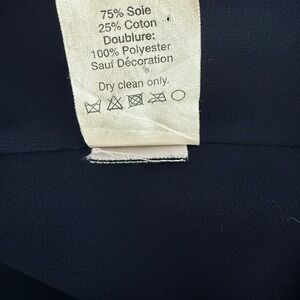 75% Soie
25% Coton
Doublure:
100% Polyester
Sauf Décoration
Dry clean only.